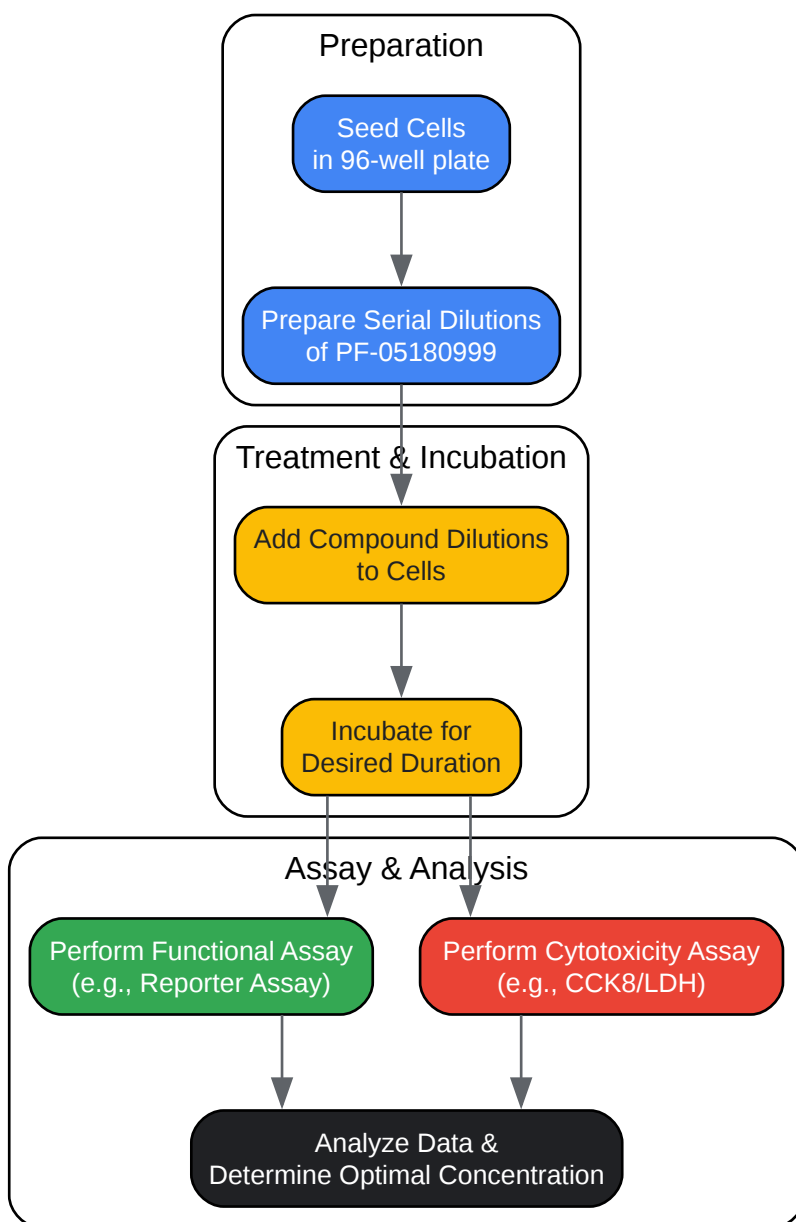 Preparation
Seed Cells
in 96-well plate
Prepare Serial Dilutions
of PF-05180999
Treatment & Incubation
Add Compound Dilutions
to Cells
Incubate for
Desired Duration
Assay & Analysis
Perform Functional Assay
(e.g., Reporter Assay)
Perform Cytotoxicity Assay
(e.g., CCK8/LDH)
Analyze Data &
Determine Optimal Concentration